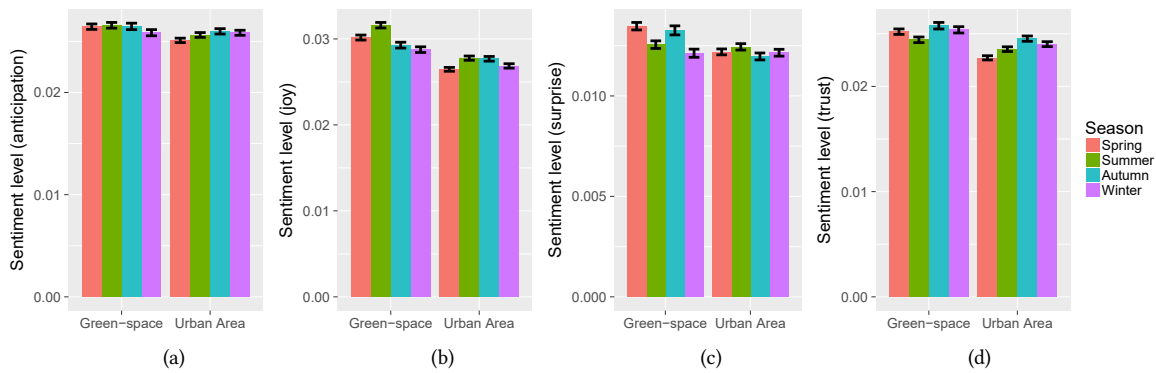 Sentiment level (anticipation)
0.02
0.01
0.00
Green−space
Urban Area
(a)
Sentiment level (joy)
0.03
0.02
0.01
0.00
Green−space
Urban Area
(b)
Sentiment level (surprise)
0.010
0.005
0.000
Green−space
Urban Area
(c)
Sentiment level (trust)
0.02
0.01
0.00
Green−space
Urban Area
(d)
Season
Spring
Summer
Autumn
Winter